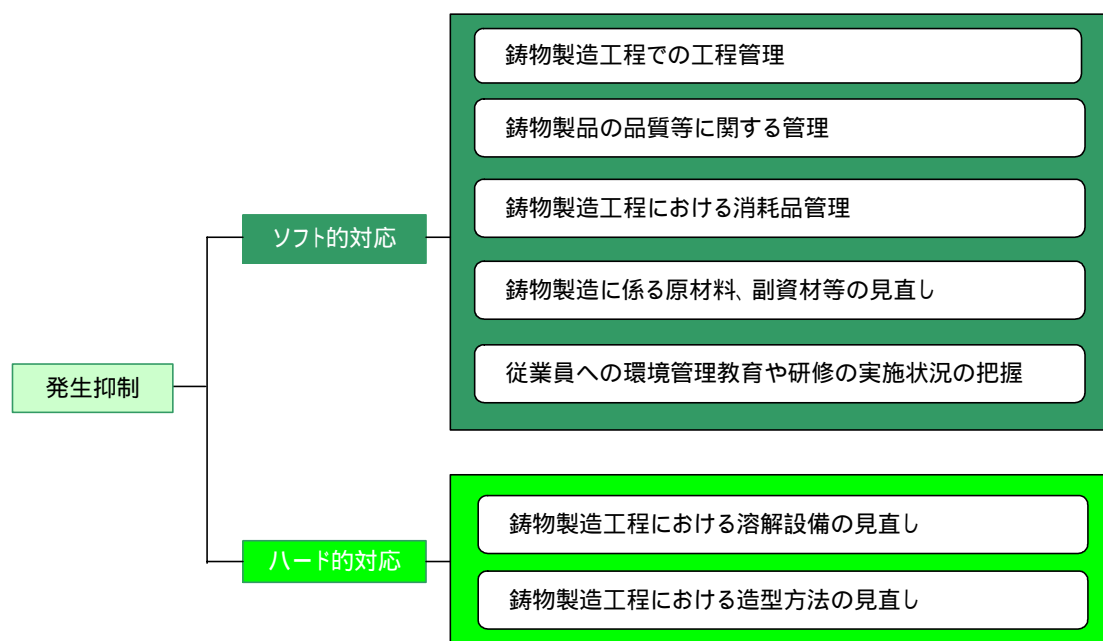 発生抑制
ソフト的対応
鋳物製造工程での工程管理
鋳物製品の品質等に関する管理
鋳物製造工程における消耗品管理
鋳物製造に係る原材料、副資材等の見直し
従業員への環境管理教育や研修の実施状況の把握
ハード的対応
鋳物製造工程における溶解設備の見直し
鋳物製造工程における造型方法の見直し